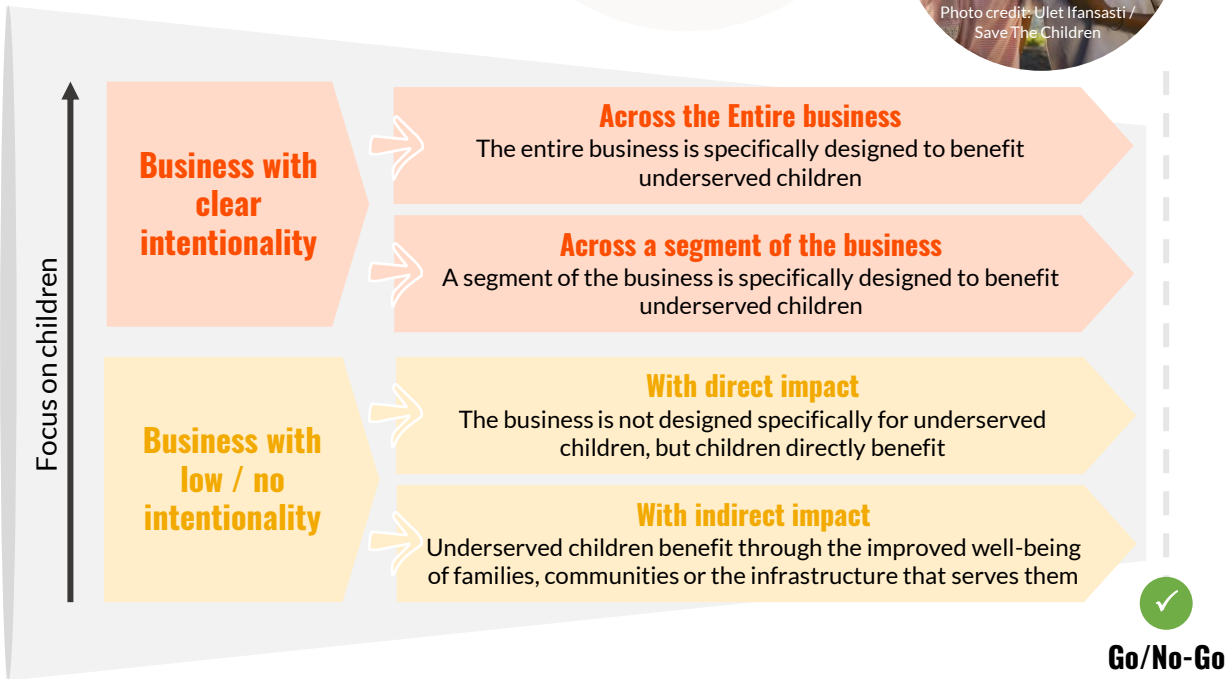 Photo credit: Ulet Ifansasti /
Save The Children
Focus on children
Business with
clear
intentionality
Across the Entire business
The entire business is specifically designed to benefit
underserved children
Across a segment of the business
A segment of the business is specifically designed to benefit
underserved children
Business with
low / no
intentionality
With direct impact
The business is not designed specifically for underserved
children, but children directly benefit
With indirect impact
Underserved children benefit through the improved well-being
of families, communities or the infrastructure that serves them
Go/No-Go